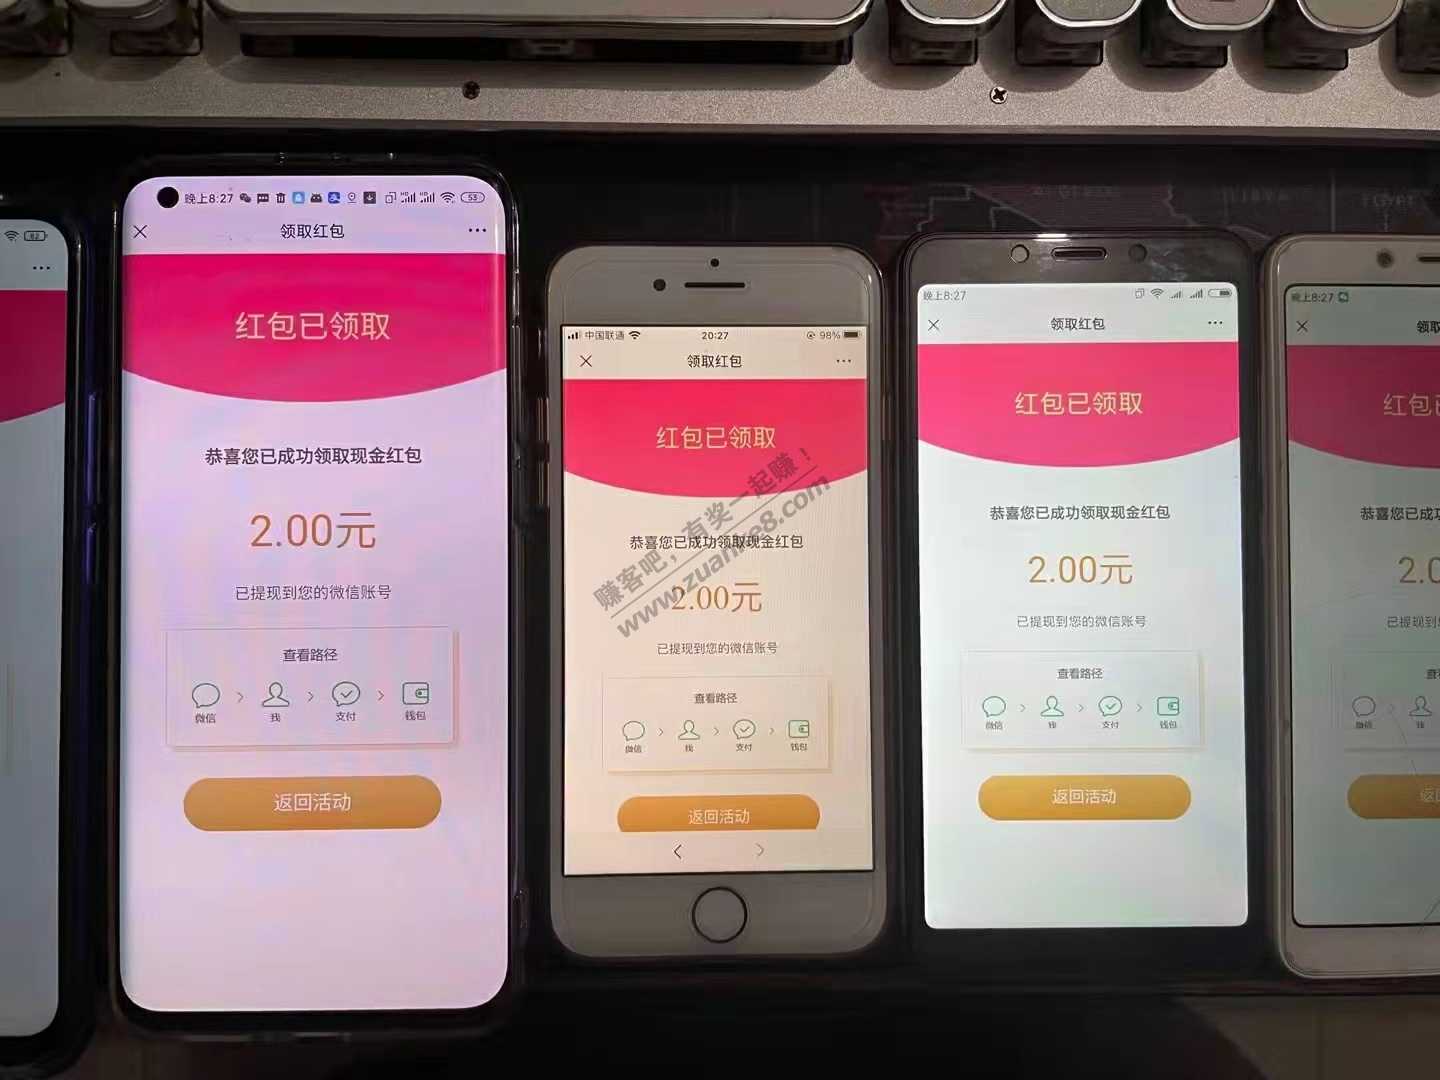 62
晚上8:27
53
领取红包
红包已领取
恭喜您已成功领取现金红包
2.00元
已提现到您的微信账号
查看路径
微信 > 我 > 支付 > 钱包
返回活动
中国联通
20:27
98%
领取红包
红包已领取
恭喜您已成功领取现金红包
2.00元
已提现到您的微信账号
查看路径
微信 > 我 > 支付 > 钱包
返回活动
赚客吧，有奖一起赚！
www.zuanke8.com
晚上8:27
领取红包
红包已领取
恭喜您已成功领取现金红包
2.00元
已提现到您的微信账号
查看路径
微信 > 我 > 支付 > 钱包
返回活动
晚上8:27
领取
红包已
恭喜您已成功
2.0
已提现到
查看
微信 > 我
返回
EGYPT